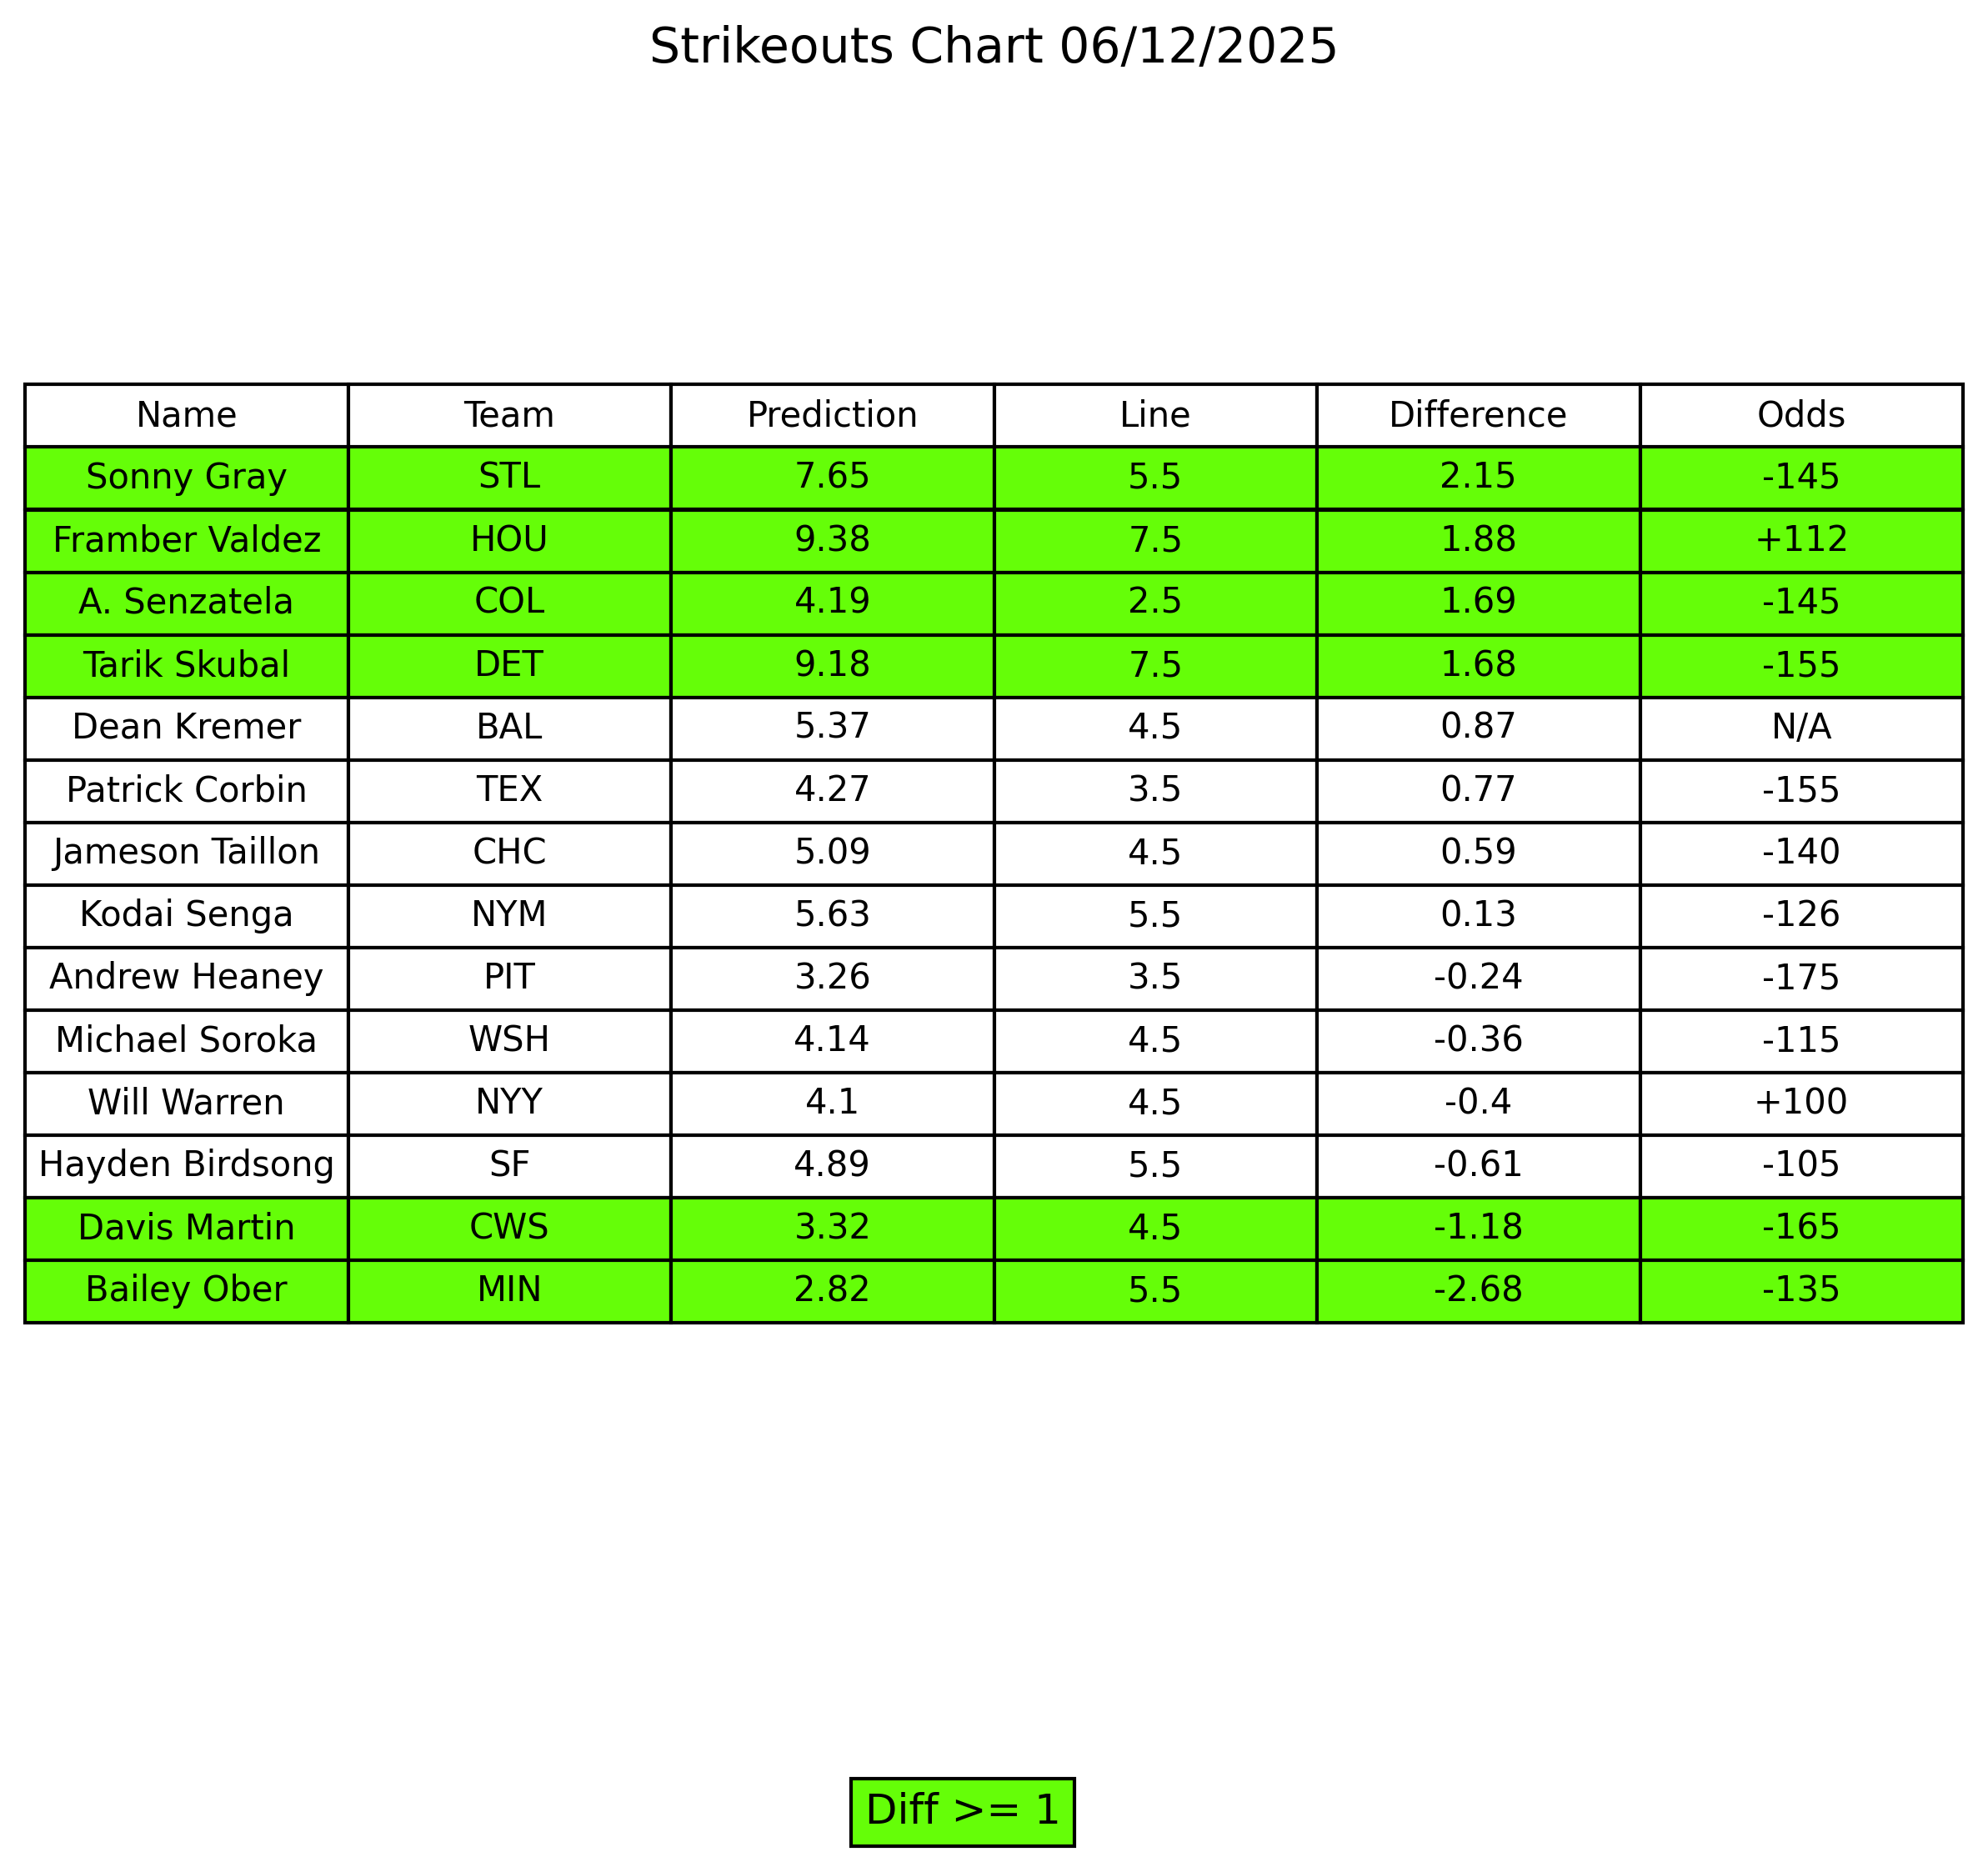 Strikeouts Chart 06/12/2025
Name Team Prediction Line Difference Odds
Sonny Gray STL 7.65 5.5 2.15 -145
Framber Valdez HOU 9.38 7.5 1.88 +112
A. Senzatela COL 4.19 2.5 1.69 -145
Tarik Skubal DET 9.18 7.5 1.68 -155
Dean Kremer BAL 5.37 4.5 0.87 N/A
Patrick Corbin TEX 4.27 3.5 0.77 -155
Jameson Taillon CHC 5.09 4.5 0.59 -140
Kodai Senga NYM 5.63 5.5 0.13 -126
Andrew Heaney PIT 3.26 3.5 -0.24 -175
Michael Soroka WSH 4.14 4.5 -0.36 -115
Will Warren NYY 4.1 4.5 -0.4 +100
Hayden Birdsong SF 4.89 5.5 -0.61 -105
Davis Martin CWS 3.32 4.5 -1.18 -165
Bailey Ober MIN 2.82 5.5 -2.68 -135
Diff >= 1